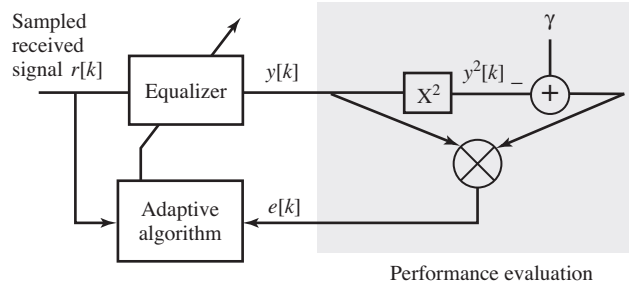 Sampled
received
signal r[k]
Equalizer
y[k]
X²
y²[k]
−
γ
+
Adaptive
algorithm
e[k]
Performance evaluation